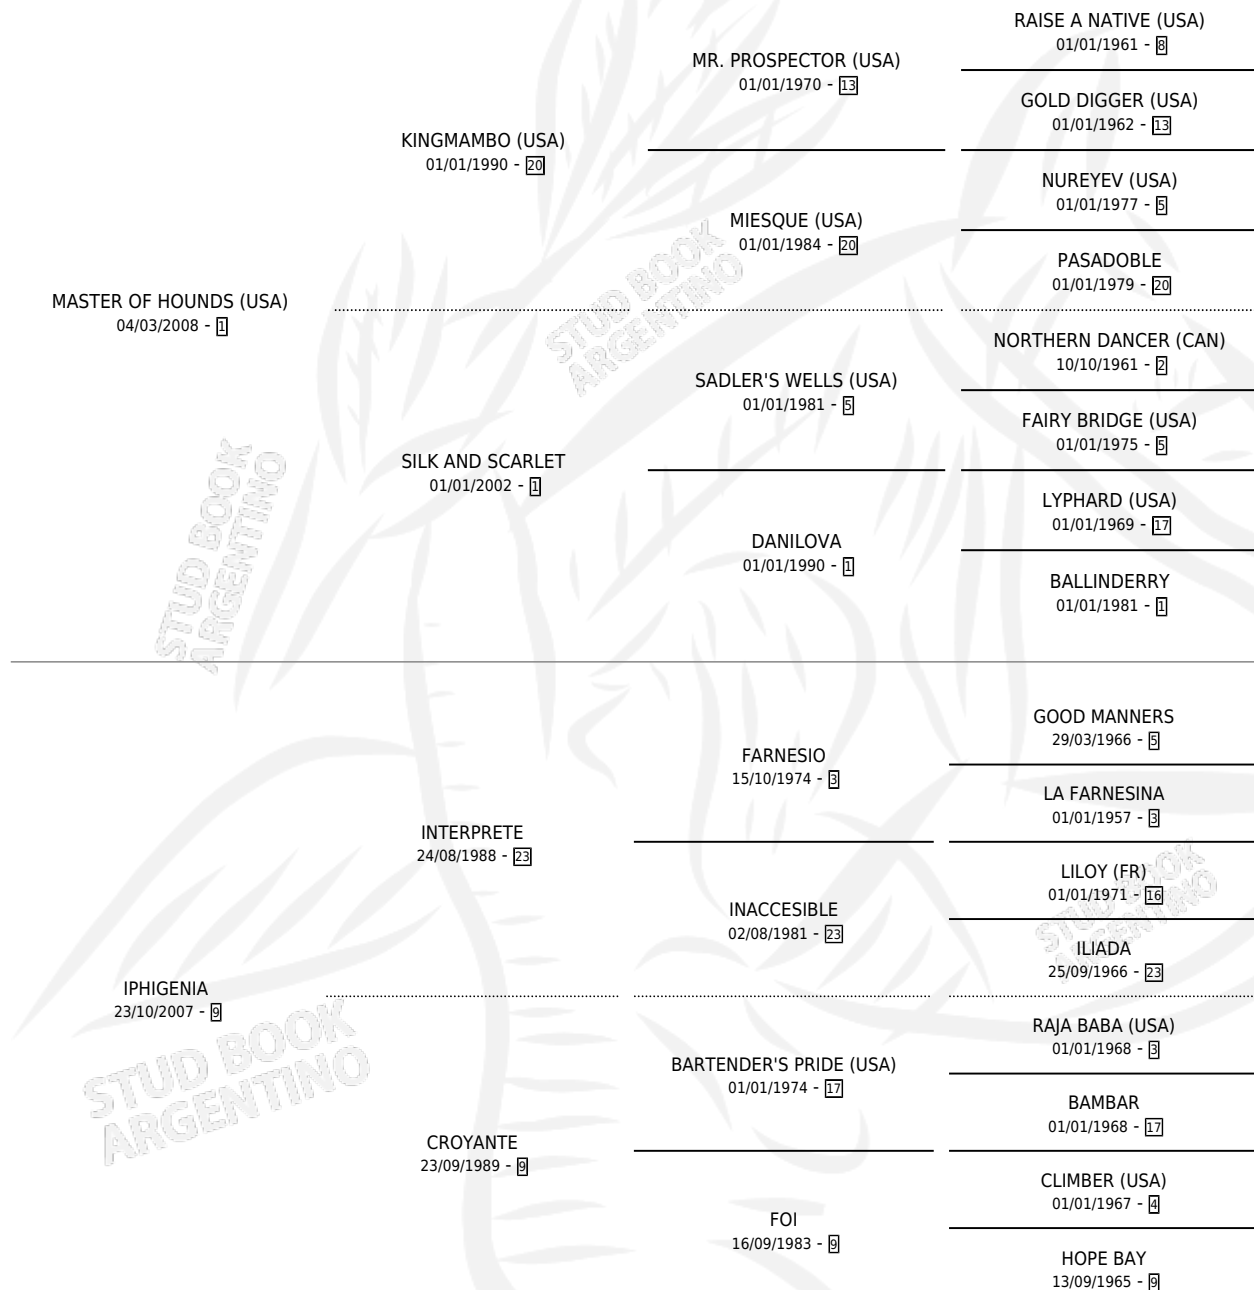 RAISE A NATIVE (USA)
01/01/1961 - 8
MR. PROSPECTOR (USA)
01/01/1970 - 13
GOLD DIGGER (USA)
01/01/1962 - 13
KINGMAMBO (USA)
01/01/1990 - 20
NUREYEV (USA)
01/01/1977 - 5
MIESQUE (USA)
01/01/1984 - 20
PASADOBLE
01/01/1979 - 20
MASTER OF HOUNDS (USA)
04/03/2008 - 1
STUD BOOK
ARGENTINO
NORTHERN DANCER (CAN)
10/10/1961 - 2
SADLER'S WELLS (USA)
01/01/1981 - 5
FAIRY BRIDGE (USA)
01/01/1975 - 5
SILK AND SCARLET
01/01/2002 - 1
LYPHARD (USA)
01/01/1969 - 17
DANILOVA
01/01/1990 - 1
BALLINDERRY
01/01/1981 - 1
STUD BOOK
ARGENTINO
GOOD MANNERS
29/03/1966 - 5
FARNESIO
15/10/1974 - 3
LA FARNESINA
01/01/1957 - 3
INTERPRETE
24/08/1988 - 23
LILOY (FR)
01/01/1971 - 16
INACCESIBLE
02/08/1981 - 23
ILIADA
25/09/1966 - 23
STUD BOOK
ARGENTINO
IPHIGENIA
23/10/2007 - 9
RAJA BABA (USA)
01/01/1968 - 3
BARTENDER'S PRIDE (USA)
01/01/1974 - 17
BAMBAR
01/01/1968 - 17
STUD BOOK
ARGENTINO
CROYANTE
23/09/1989 - 9
CLIMBER (USA)
01/01/1967 - 4
FOI
16/09/1983 - 9
HOPE BAY
13/09/1965 - 9